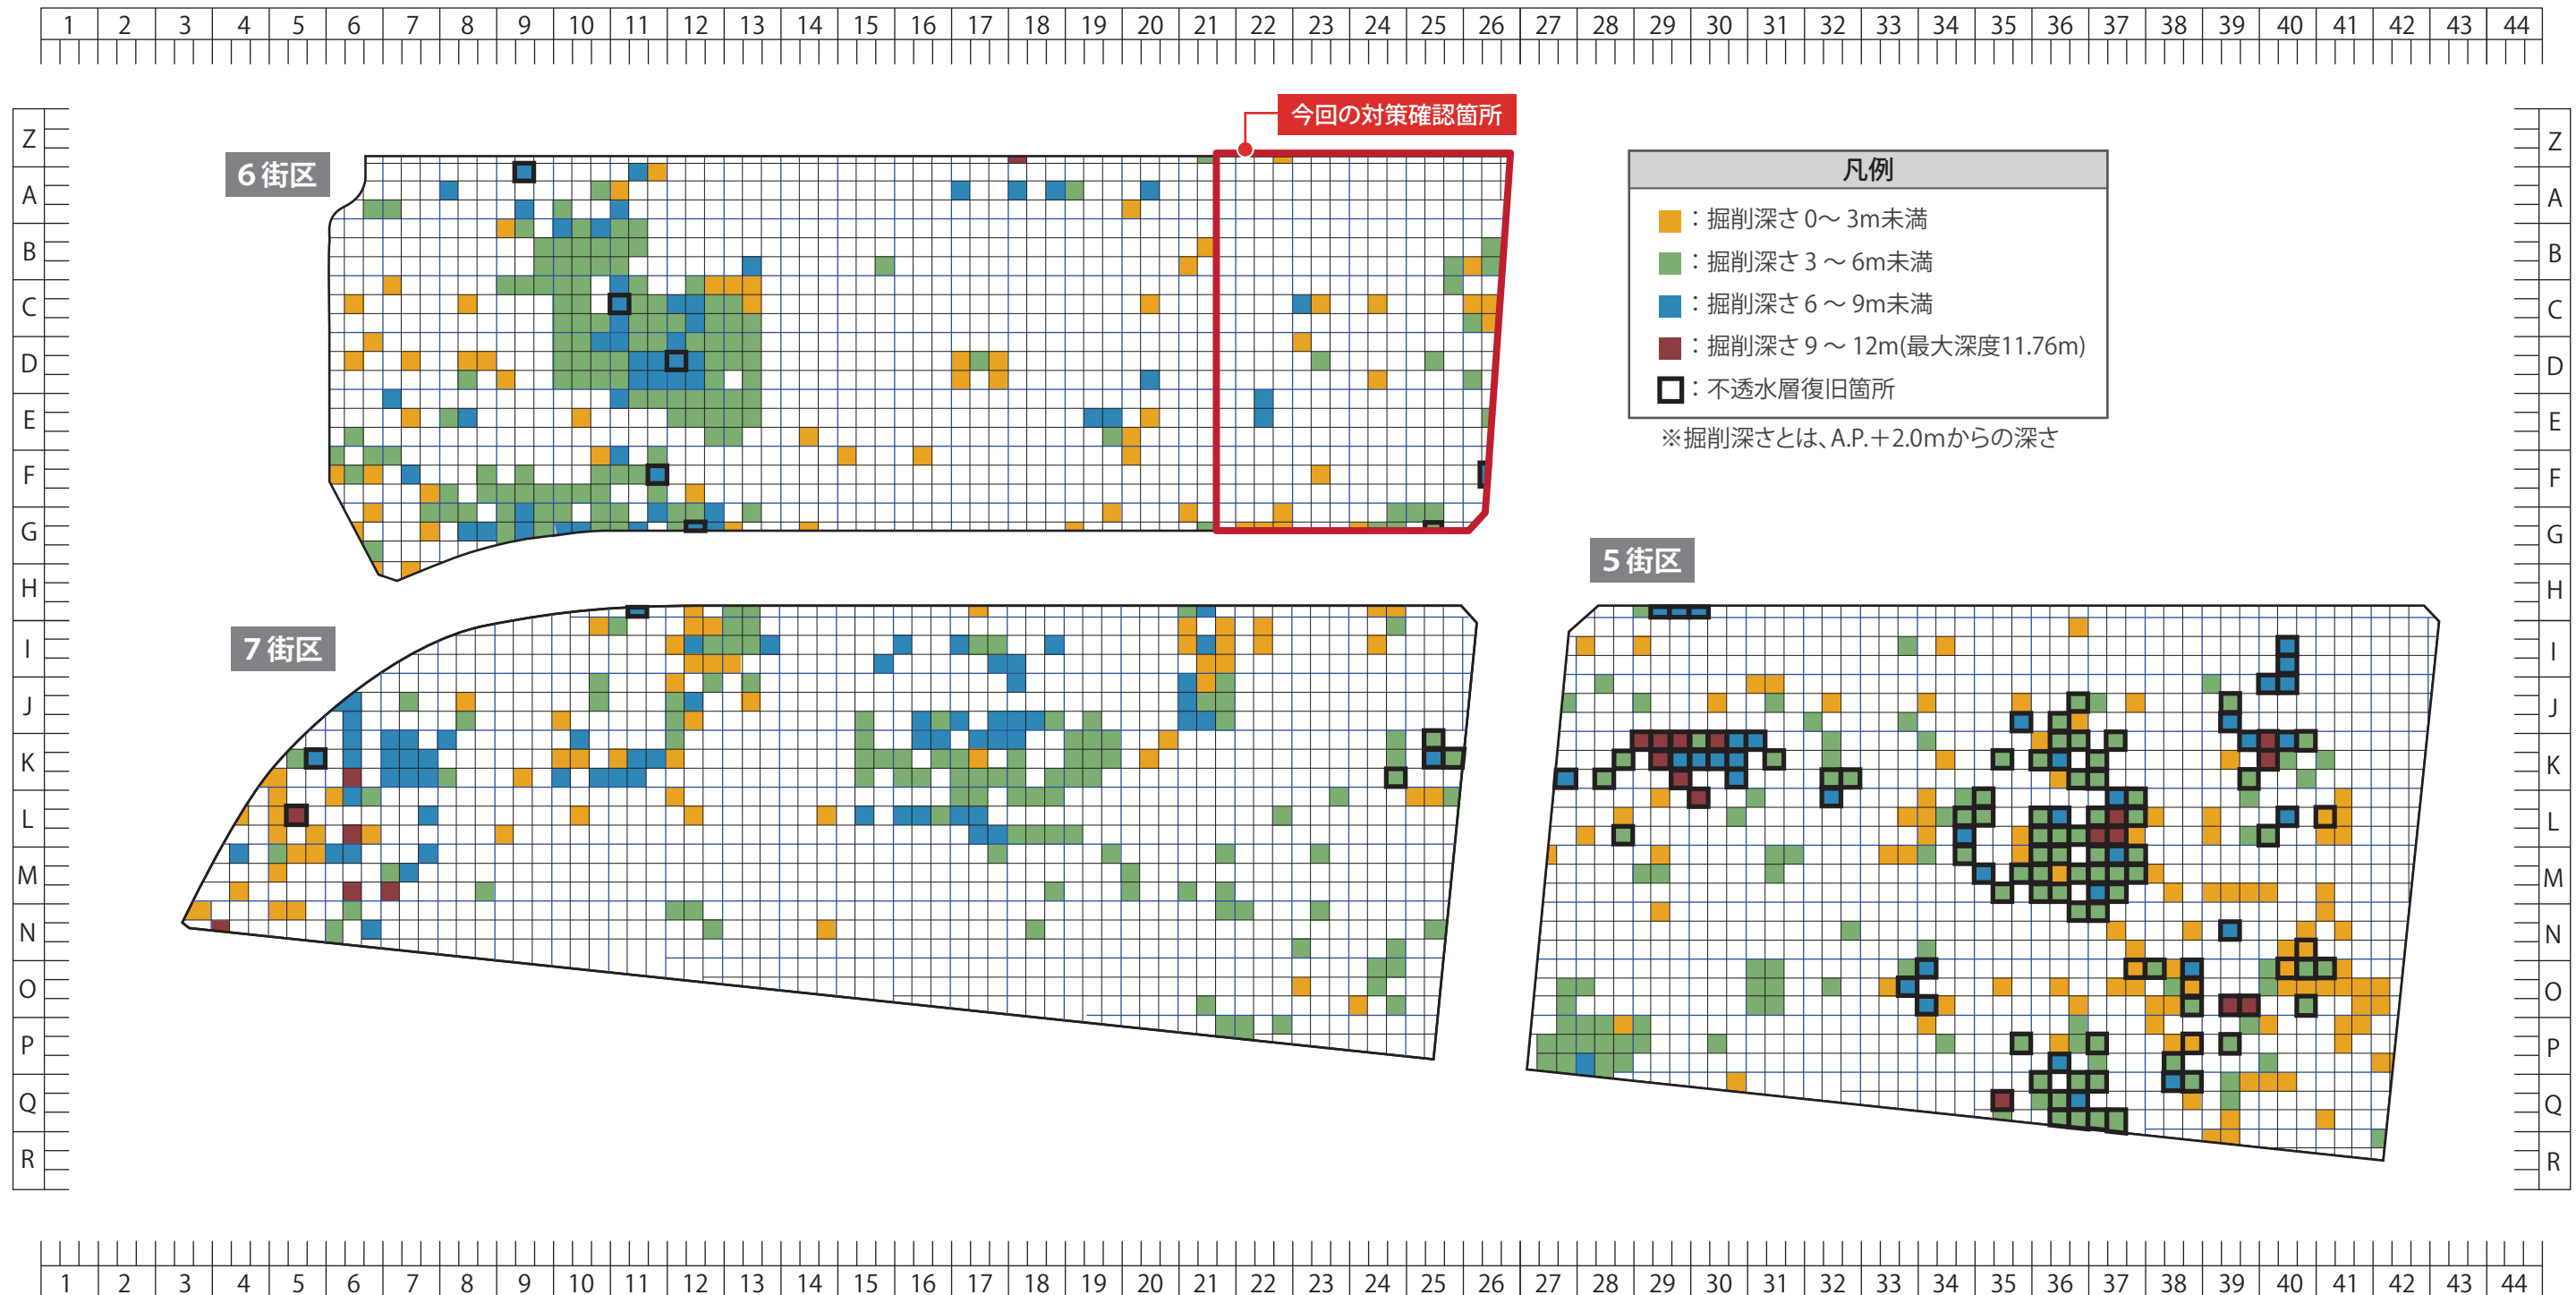 1 2 3 4 5 6 7 8 9 10 11 12 13 14 15 16 17 18 19 20 21 22 23 24 25 26 27 28 29 30 31 32 33 34 35 36 37 38 39 40 41 42 43 44
今回の対策確認箇所
Z
A
B
C
D
E
F
G
H
I
J
K
L
M
N
O
P
Q
R
6街区
7街区
5街区
凡例
：掘削深さ 0〜 3m未満
：掘削深さ 3 〜 6m未満
：掘削深さ 6 〜 9m未満
：掘削深さ 9 〜 12m(最大深度11.76m)
：不透水層復旧箇所
※掘削深さとは、A.P.＋2.0mからの深さ
Z
A
B
C
D
E
F
G
H
I
J
K
L
M
N
O
P
Q
R
1 2 3 4 5 6 7 8 9 10 11 12 13 14 15 16 17 18 19 20 21 22 23 24 25 26 27 28 29 30 31 32 33 34 35 36 37 38 39 40 41 42 43 44